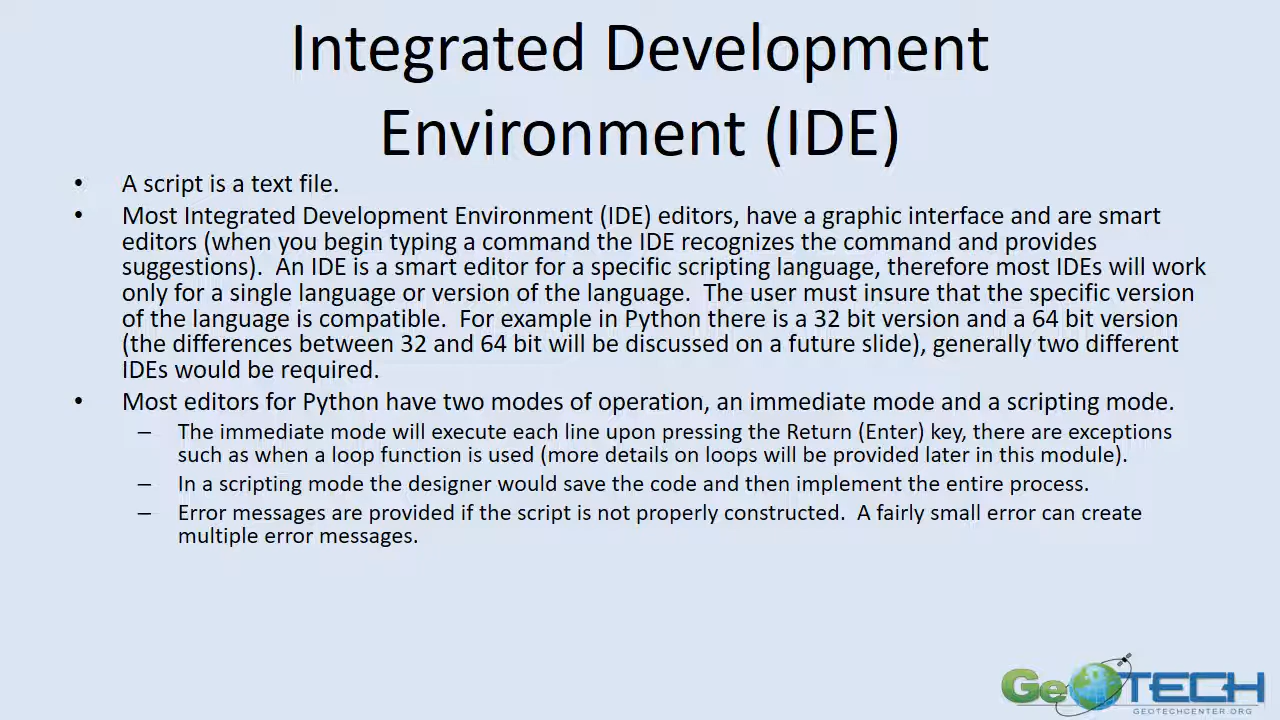 Integrated Development
Environment (IDE)
• A script is a text file.
• Most Integrated Development Environment (IDE) editors, have a graphic interface and are smart
editors (when you begin typing a command the IDE recognizes the command and provides
suggestions).  An IDE is a smart editor for a specific scripting language, therefore most IDEs will work
only for a single language or version of the language.  The user must insure that the specific version
of the language is compatible.  For example in Python there is a 32 bit version and a 64 bit version
(the differences between 32 and 64 bit will be discussed on a future slide), generally two different
IDEs would be required.
• Most editors for Python have two modes of operation, an immediate mode and a scripting mode.
– The immediate mode will execute each line upon pressing the Return (Enter) key, there are exceptions
such as when a loop function is used (more details on loops will be provided later in this module).
– In a scripting mode the designer would save the code and then implement the entire process.
– Error messages are provided if the script is not properly constructed.  A fairly small error can create
multiple error messages.
GeoTECH
GEOTECHCENTER.ORG